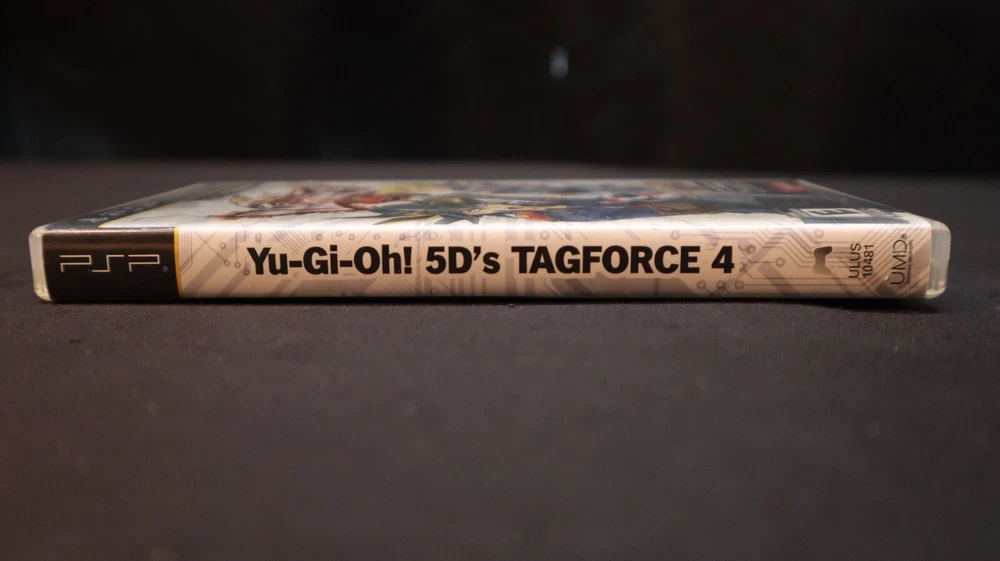 PSP
Yu-Gi-Oh! 5D's TAGFORCE 4
ULUS
10481
UMD